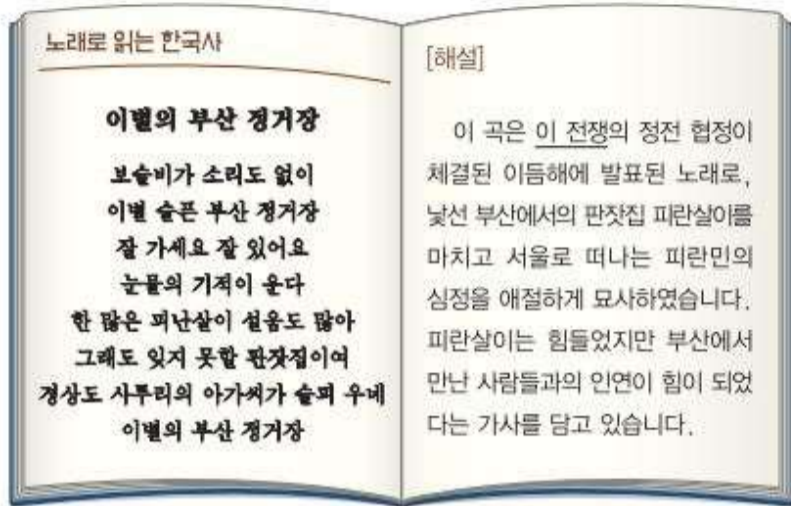 노래로 읽는 한국사
이별의 부산 정거장
보슬비가 소리도 없이
이별 슬픈 부산 정거장
잘 가세요 잘 있어요
눈물의 기적이 운다
한 많은 피난살이 설움도 많아
그래도 잊지 못할 판잣집이여
경상도 사투리의 아가씨가 슬피 우네
이별의 부산 정거장
[해설]
이 곡은 이 전쟁의 정전 협정이
체결된 이듬해에 발표된 노래로,
낯선 부산에서의 판잣집 피란살이를
마치고 서울로 떠나는 피란민의
심정을 애절하게 묘사하였습니다.
피란살이는 힘들었지만 부산에서
만난 사람들과의 인연이 힘이 되었
다는 가사를 담고 있습니다.